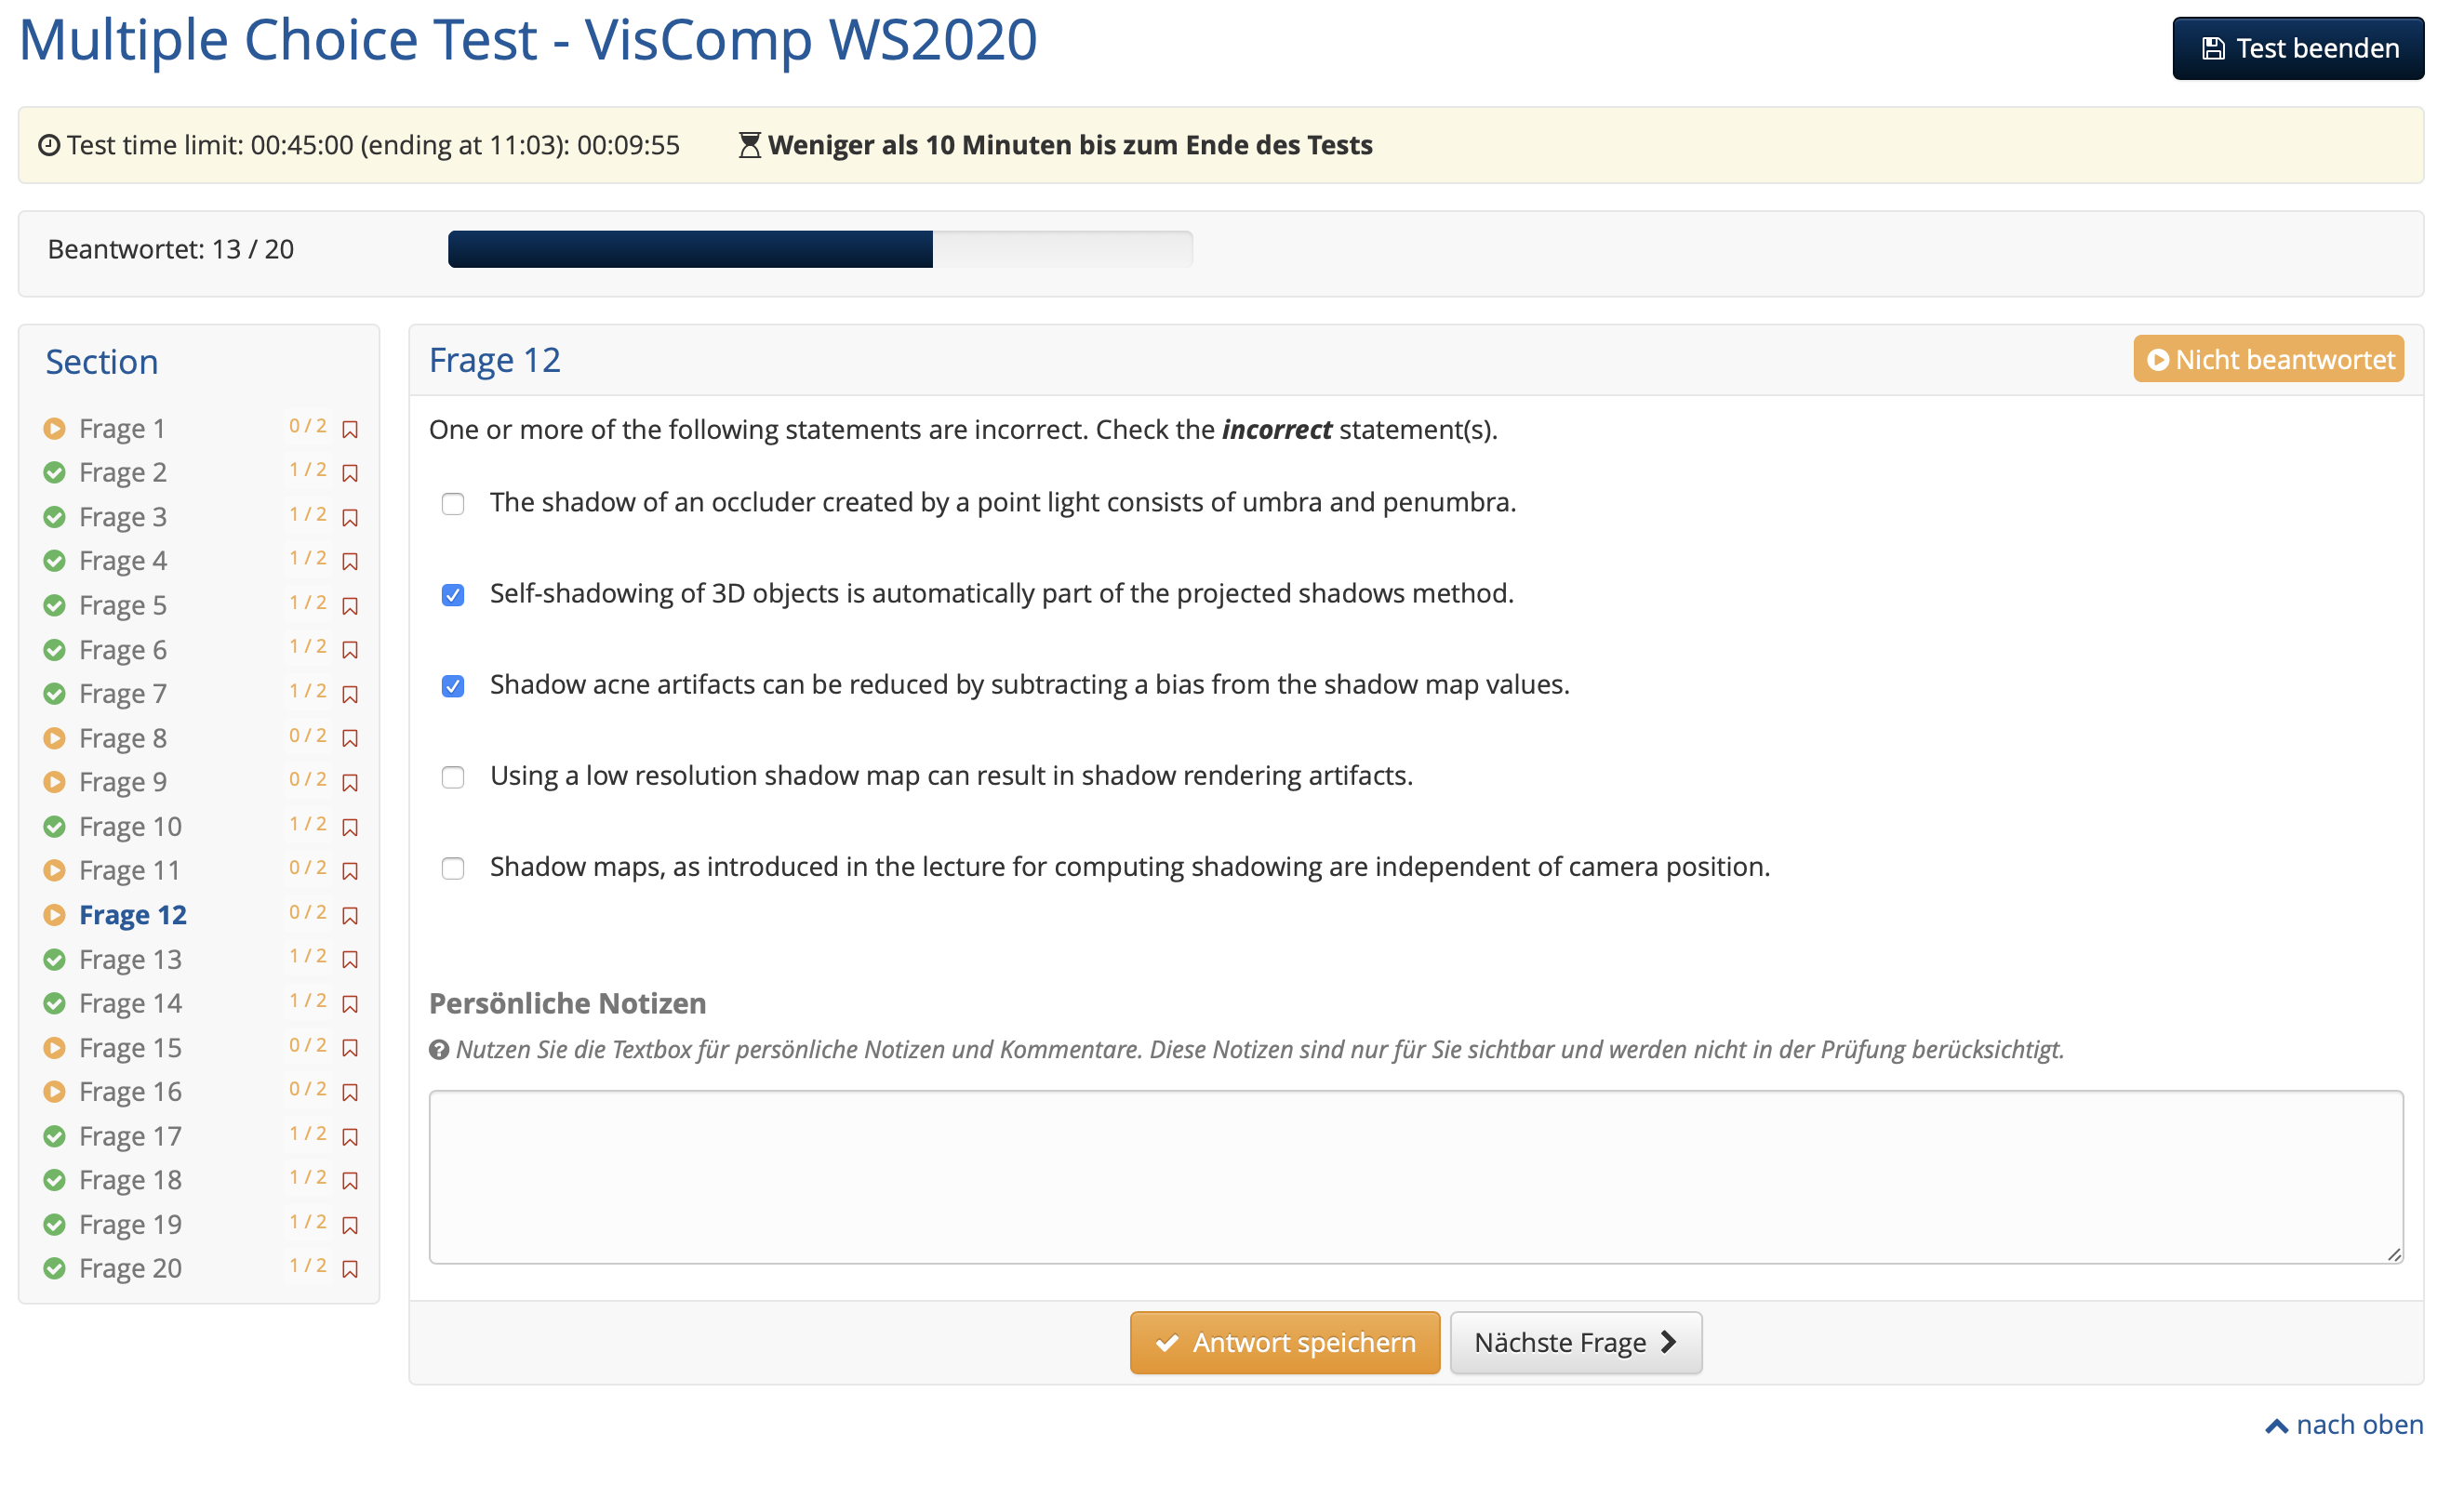 Multiple Choice Test - VisComp WS2020
Test beenden
Test time limit: 00:45:00 (ending at 11:03): 00:09:55 Weniger als 10 Minuten bis zum Ende des Tests
Beantwortet: 13 / 20
Section
Frage 1 0 / 2
Frage 2 1 / 2
Frage 3 1 / 2
Frage 4 1 / 2
Frage 5 1 / 2
Frage 6 1 / 2
Frage 7 1 / 2
Frage 8 0 / 2
Frage 9 0 / 2
Frage 10 1 / 2
Frage 11 0 / 2
Frage 12 0 / 2
Frage 13 1 / 2
Frage 14 1 / 2
Frage 15 0 / 2
Frage 16 0 / 2
Frage 17 1 / 2
Frage 18 1 / 2
Frage 19 1 / 2
Frage 20 1 / 2
Frage 12
Nicht beantwortet
One or more of the following statements are incorrect. Check the incorrect statement(s).
The shadow of an occluder created by a point light consists of umbra and penumbra.
Self-shadowing of 3D objects is automatically part of the projected shadows method.
Shadow acne artifacts can be reduced by subtracting a bias from the shadow map values.
Using a low resolution shadow map can result in shadow rendering artifacts.
Shadow maps, as introduced in the lecture for computing shadowing are independent of camera position.
Persönliche Notizen
Nutzen Sie die Textbox für persönliche Notizen und Kommentare. Diese Notizen sind nur für Sie sichtbar und werden nicht in der Prüfung berücksichtigt.
Antwort speichern
Nächste Frage
nach oben